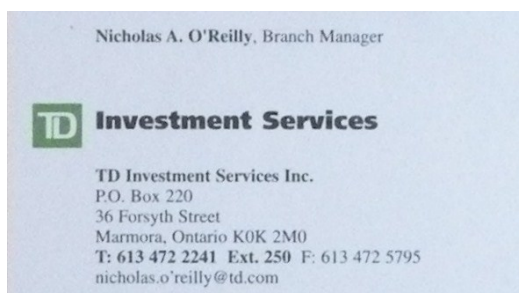 Nicholas A. O'Reilly, Branch Manager
TD Investment Services
TD Investment Services Inc.
P.O. Box 220
36 Forsyth Street
Marmora, Ontario K0K 2M0
T: 613 472 2241 Ext. 250 F: 613 472 5795
nicholas.o'reilly@td.com